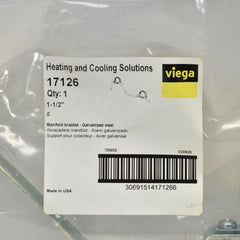 Heating and Cooling Solutions
viega
17126
Qty: 1
1-1/2"
0
Manifold bracket - Galvanized steel
Abrazadera manifold - Acero galvanizado
Support pour collecteur - Acier galvanisé
Made in USA
30691514171266